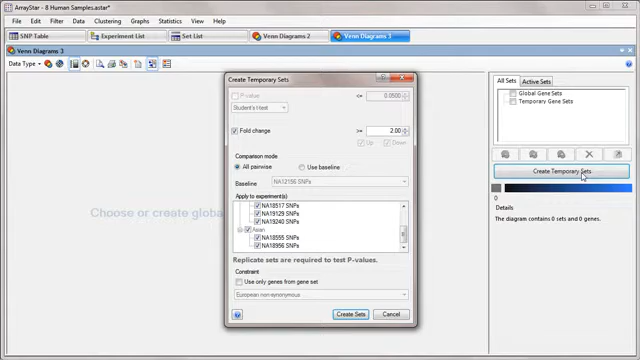 ArrayStar - 8 Human Samples.astar*
File Edit Data Clustering Graph Statistics View Help
SNP Table Experiment List Set List Venn Diagrams 2 Venn Diagrams 3
Venn Diagrams 3
Data Type
Choose or create globa
Create Temporary Sets
P-value <= 0.0500
Student's t-test
Fold change >= 2.00
Up Down
Comparison mode
All pairwise Use baseline
Baseline NA12156 SNPs
Apply to experiment(s)
NA18517 SNPs
NA19129 SNPs
NA19240 SNPs
Asian
NA18555 SNPs
NA18956 SNPs
Replicate sets are required to test P-values.
Constraint
Use only genes from gene set
European non-synonymous
Create Sets Cancel
All Sets Active Sets
Global Gene Sets
Temporary Gene Sets
Create Temporary Sets
0
Details
The diagram contains 0 sets and 0 genes.